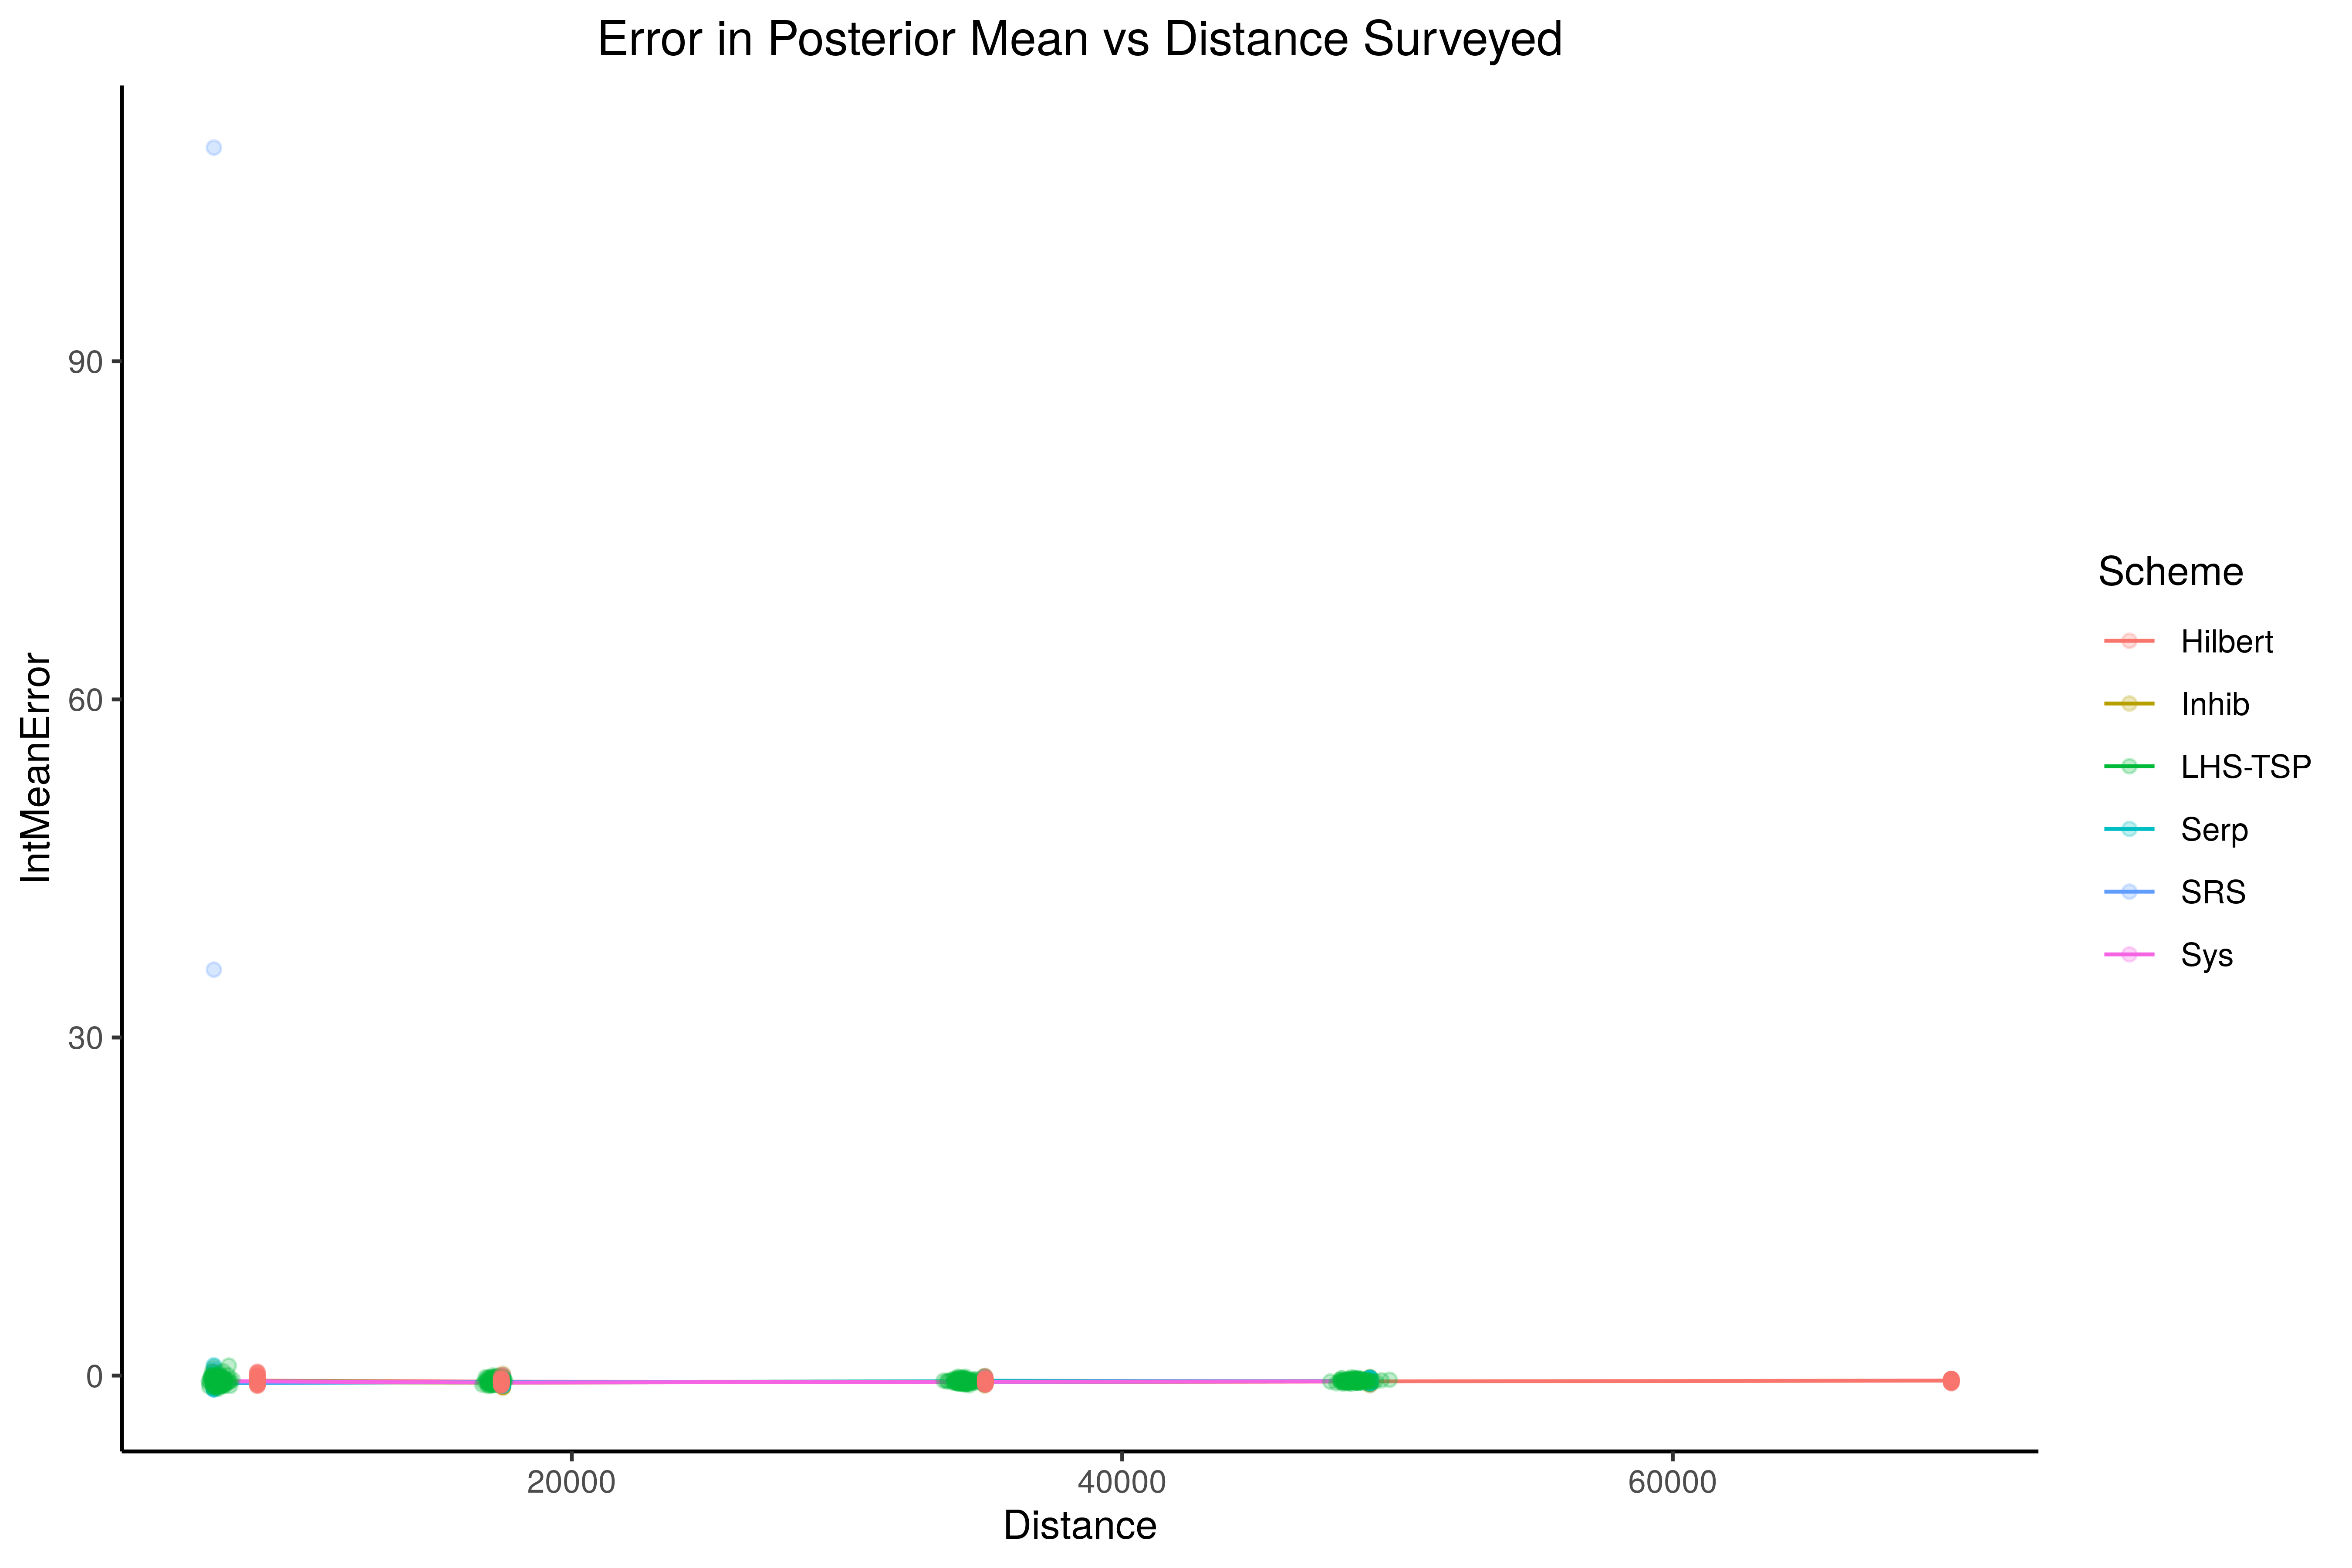 Error in Posterior Mean vs Distance Surveyed
IntMeanError
90
60
30
0
20000
40000
60000
Distance
Scheme
Hilbert
Inhib
LHS-TSP
Serp
SRS
Sys